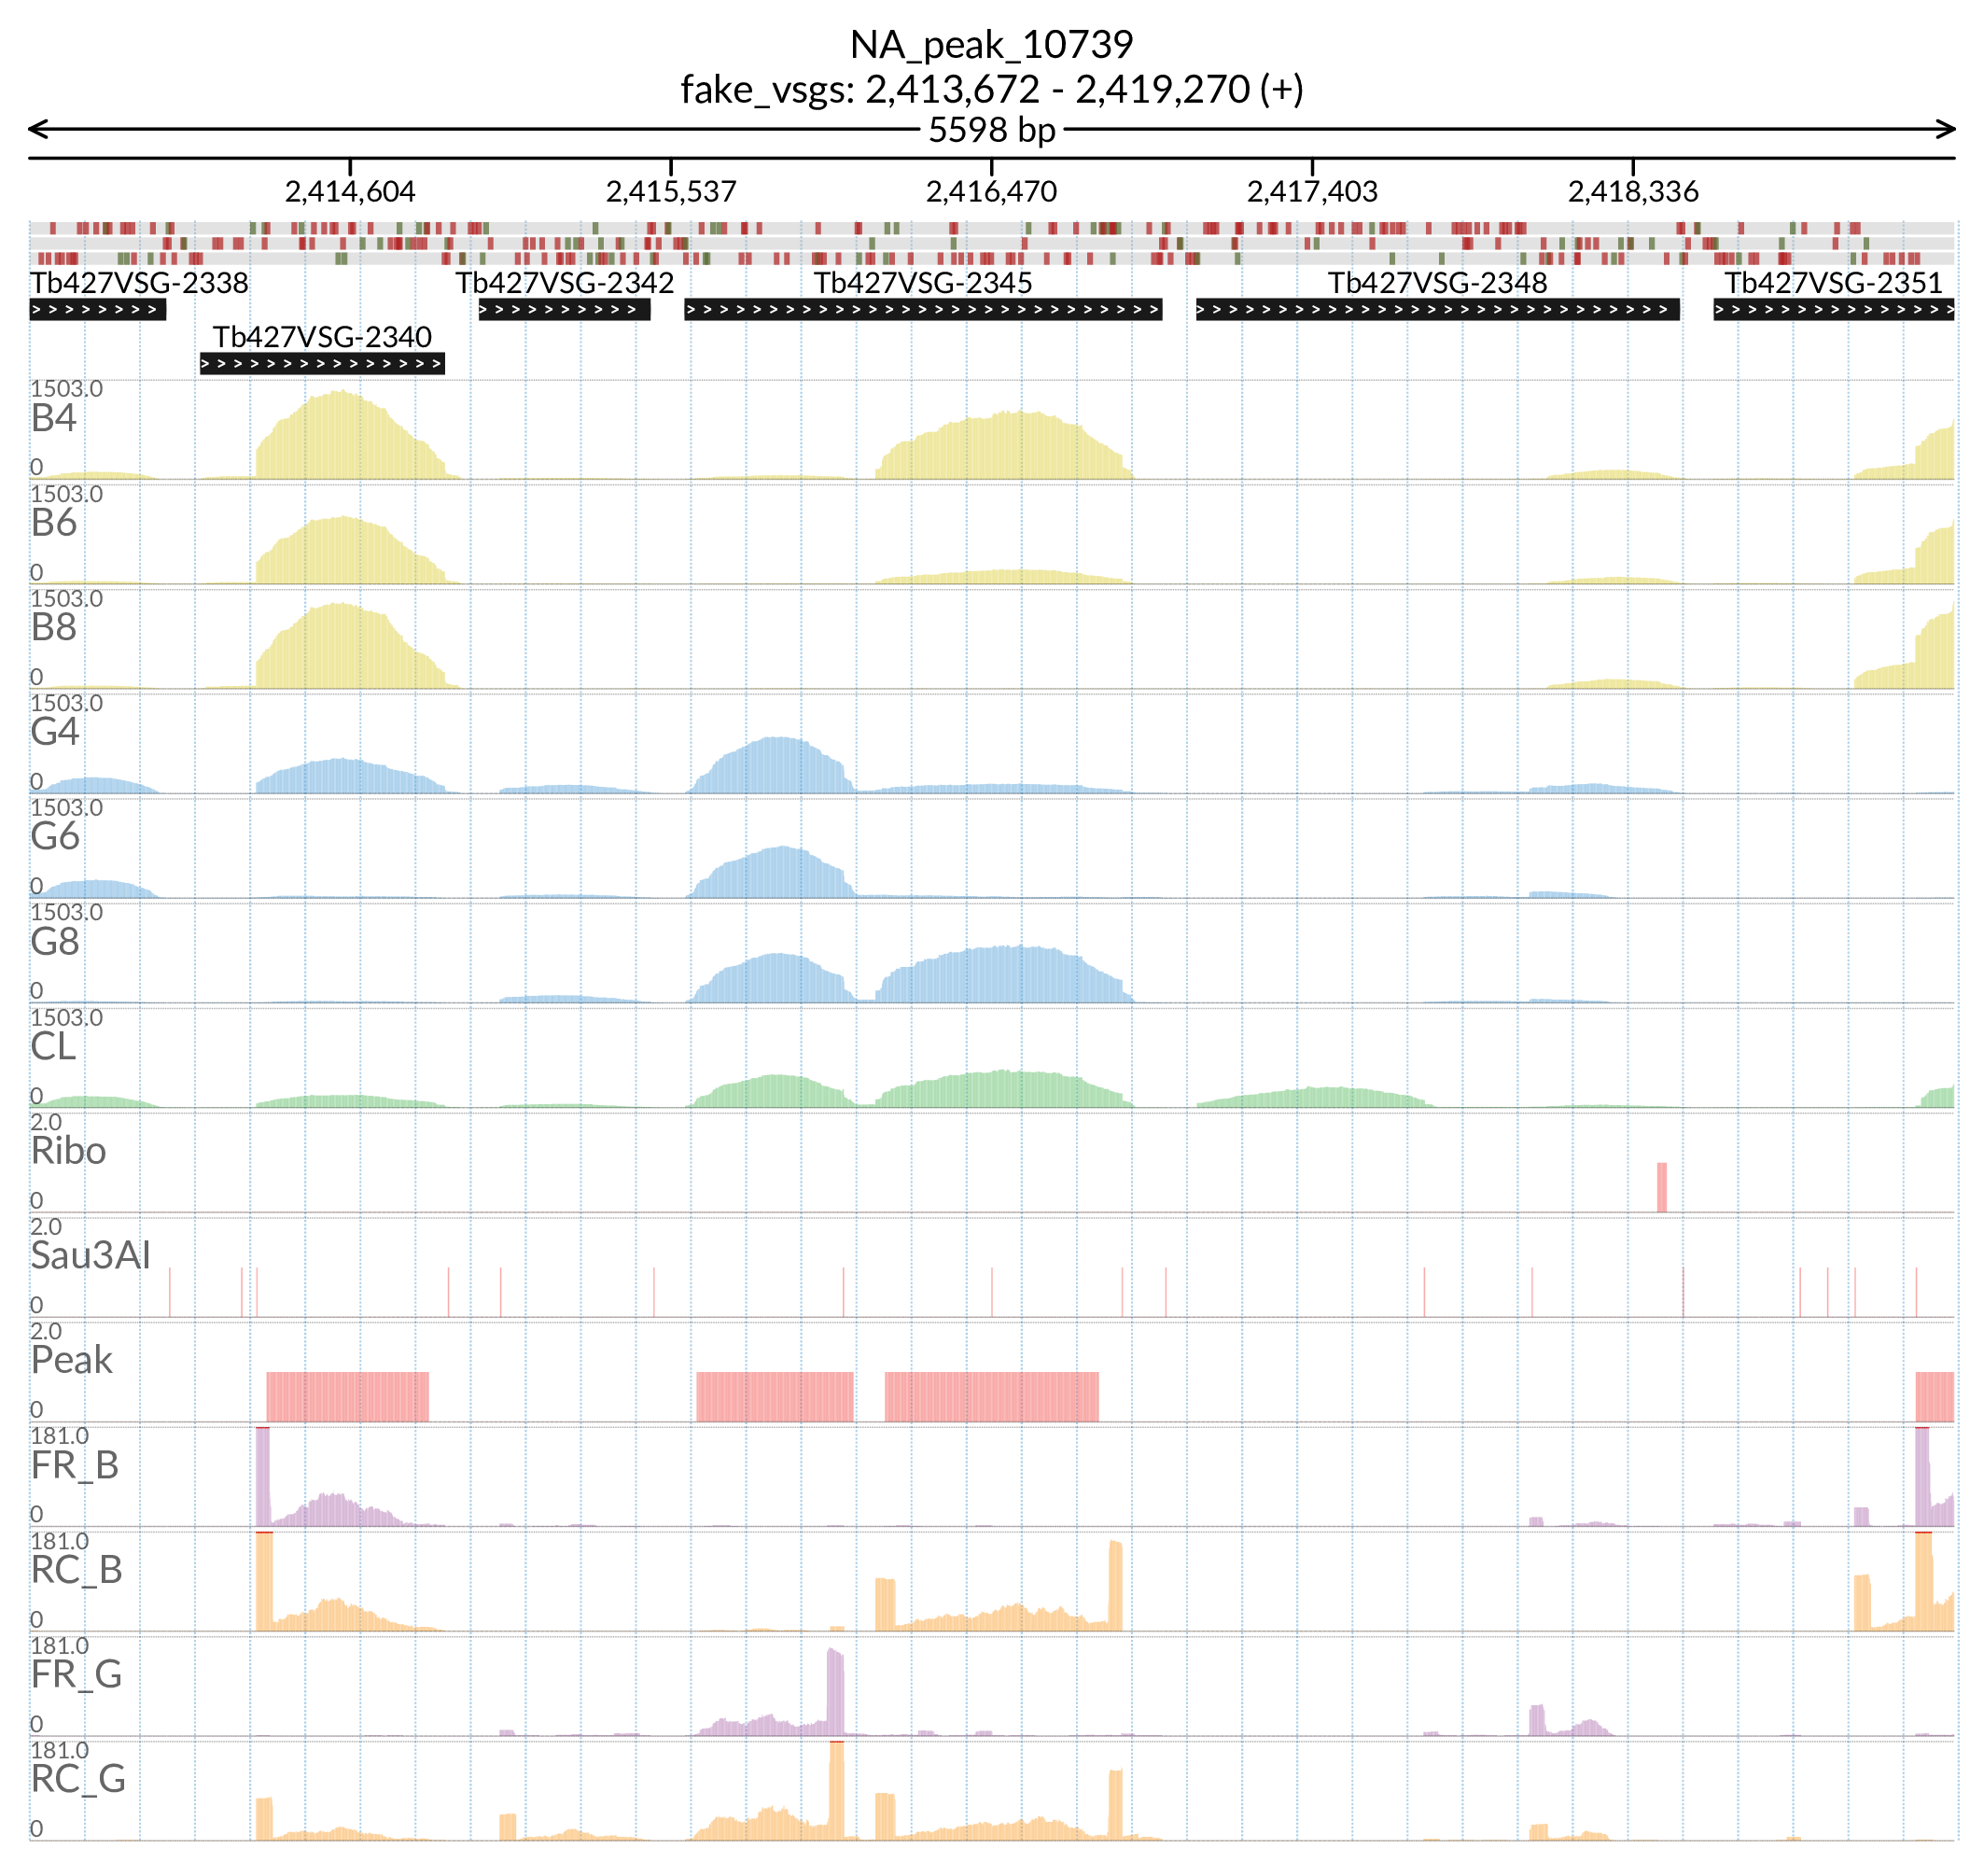 NA_peak_10739
fake_vsgs: 2,413,672 - 2,419,270 (+)
5598 bp
2,414,604 2,415,537 2,416,470 2,417,403 2,418,336
Tb427VSG-2338 Tb427VSG-2342 Tb427VSG-2345 Tb427VSG-2348 Tb427VSG-2351
Tb427VSG-2340
1503.0
B4
0
1503.0
B6
0
1503.0
B8
0
1503.0
G4
0
1503.0
G6
0
1503.0
G8
0
1503.0
CL
0
2.0
Ribo
0
2.0
Sau3AI
0
2.0
Peak
0
181.0
FR_B
0
181.0
RC_B
0
181.0
FR_G
0
181.0
RC_G
0